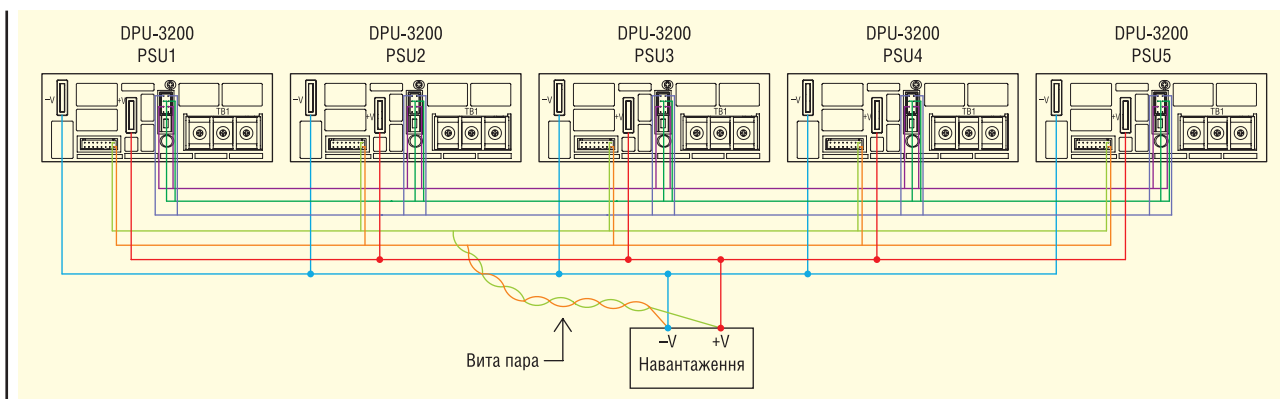 DPU-3200
PSU1
DPU-3200
PSU2
DPU-3200
PSU3
DPU-3200
PSU4
DPU-3200
PSU5
–V
+V
TB1
–V
+V
TB1
–V
+V
TB1
–V
+V
TB1
–V
+V
TB1
Вита пара
–V +V
Навантаження